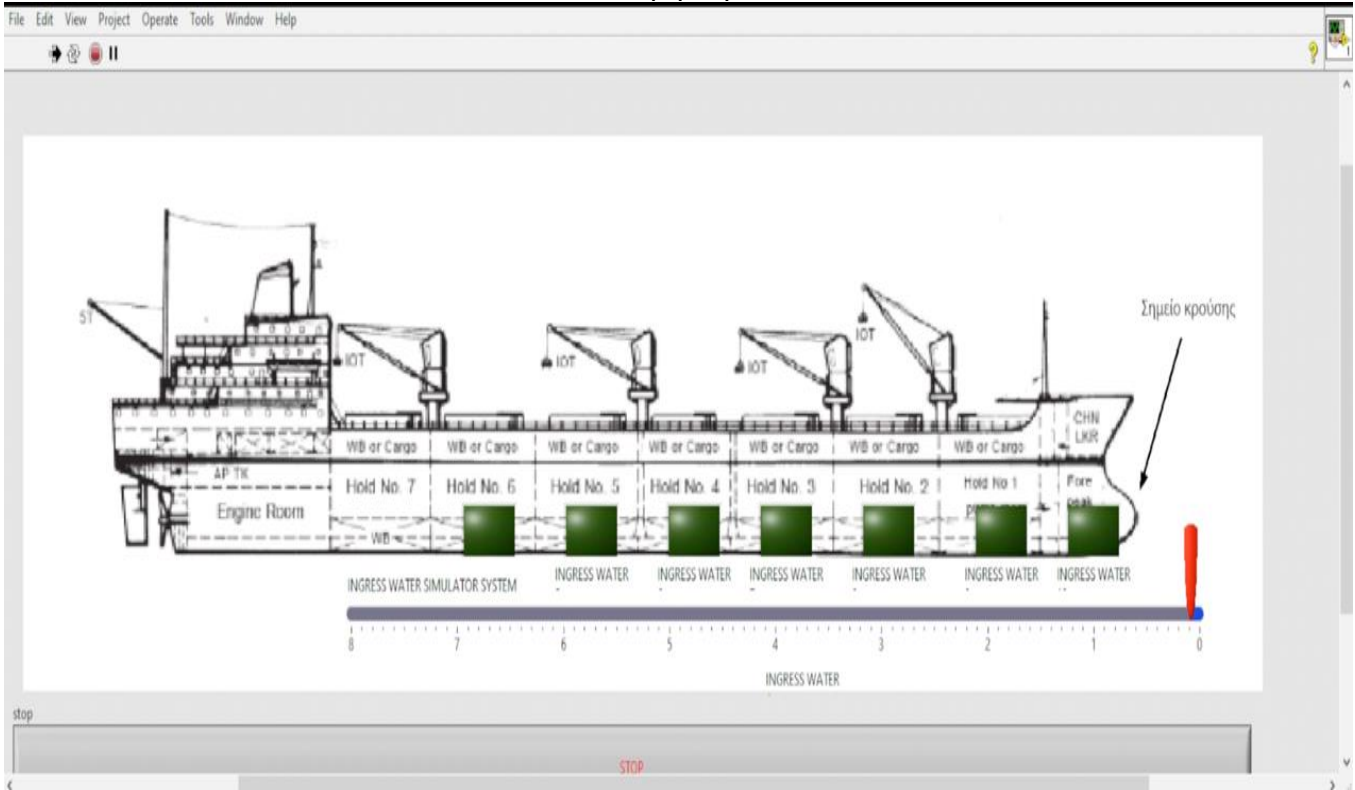 File Edit View Project Operate Tools Window Help
Σημείο κρούσης
ST
A
IOT
IOT
IOT
IOT
CHN
LKR
WB or Cargo WB or Cargo WB or Cargo WB or Cargo WB or Cargo WB or Cargo WB or Cargo
AP TK
Hold No. 7 Hold No. 6 Hold No. 5 Hold No. 4 Hold No. 3 Hold No. 2 Hold No 1 Fore
peak
Engine Room
WB
INGRESS WATER SIMULATOR SYSTEM INGRESS WATER INGRESS WATER INGRESS WATER INGRESS WATER INGRESS WATER INGRESS WATER
8 7 6 5 4 3 2 1 0
INGRESS WATER
stop
STOP